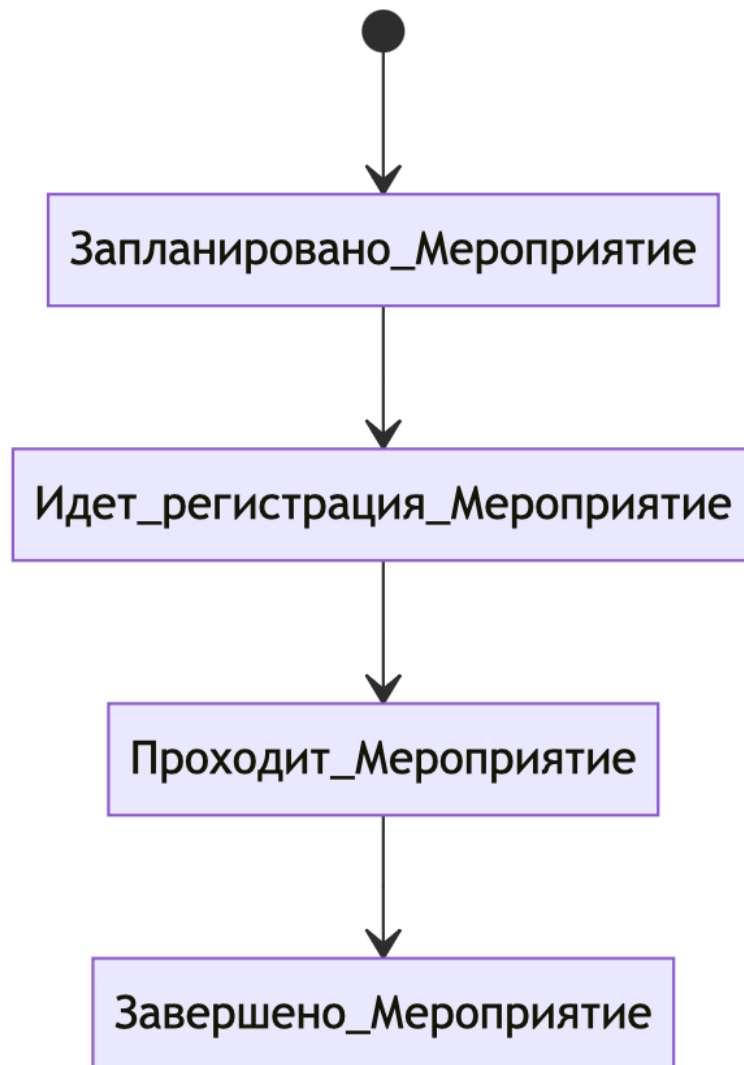 Запланировано_Мероприятие
Идет_регистрация_Мероприятие
Проходит_Мероприятие
Завершено_Мероприятие